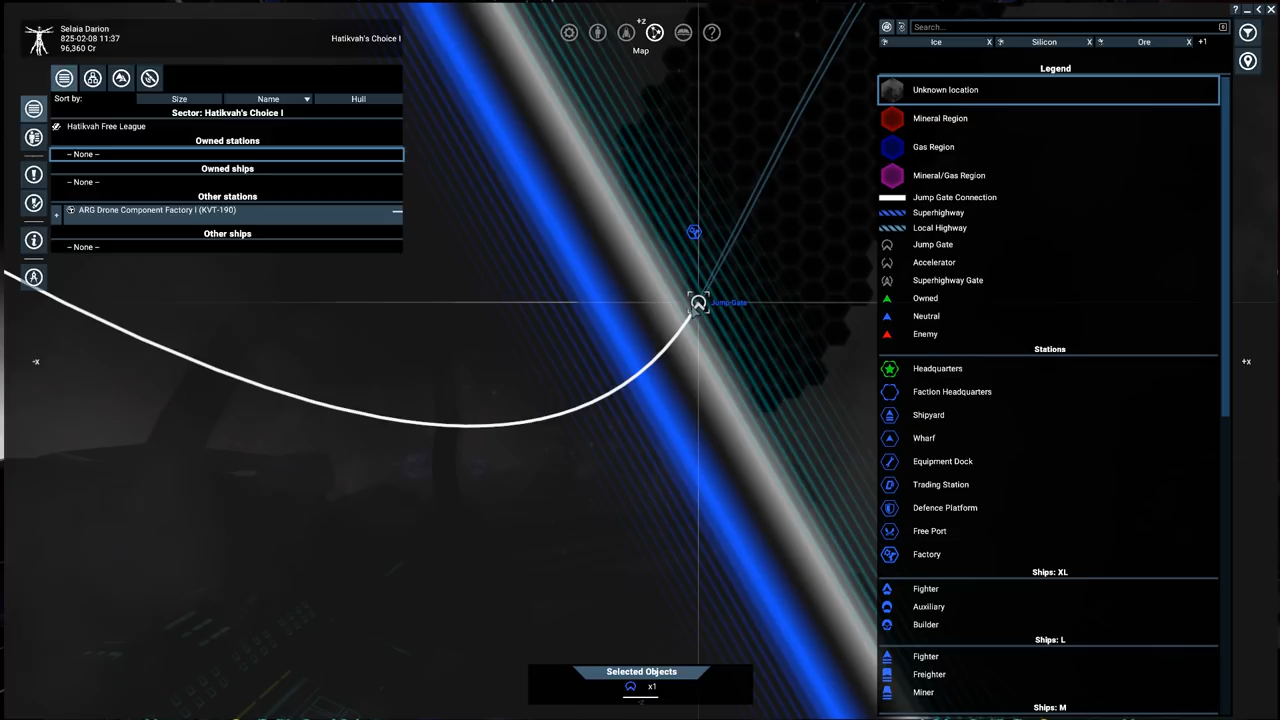 Selaia Darion
825-02-08 11:37
96,360 Cr
Hatikvah's Choice I
+z
Map
Sort by:
Size
Name
Hull
Sector: Hatikvah's Choice I
Hatikvah Free League
Owned stations
-- None --
Owned ships
-- None --
Other stations
ARG Drone Component Factory I (KVT-190)
Other ships
-- None --
-x
Jump Gate
+x
Selected Objects
x1
-z
Search...
Ice X
Silicon X
Ore X
+1
Legend
Unknown location
Mineral Region
Gas Region
Mineral/Gas Region
Jump Gate Connection
Superhighway
Local Highway
Jump Gate
Accelerator
Superhighway Gate
Owned
Neutral
Enemy
Stations
Headquarters
Faction Headquarters
Shipyard
Wharf
Equipment Dock
Trading Station
Defence Platform
Free Port
Factory
Ships: XL
Fighter
Auxiliary
Builder
Ships: L
Fighter
Freighter
Miner
Ships: M